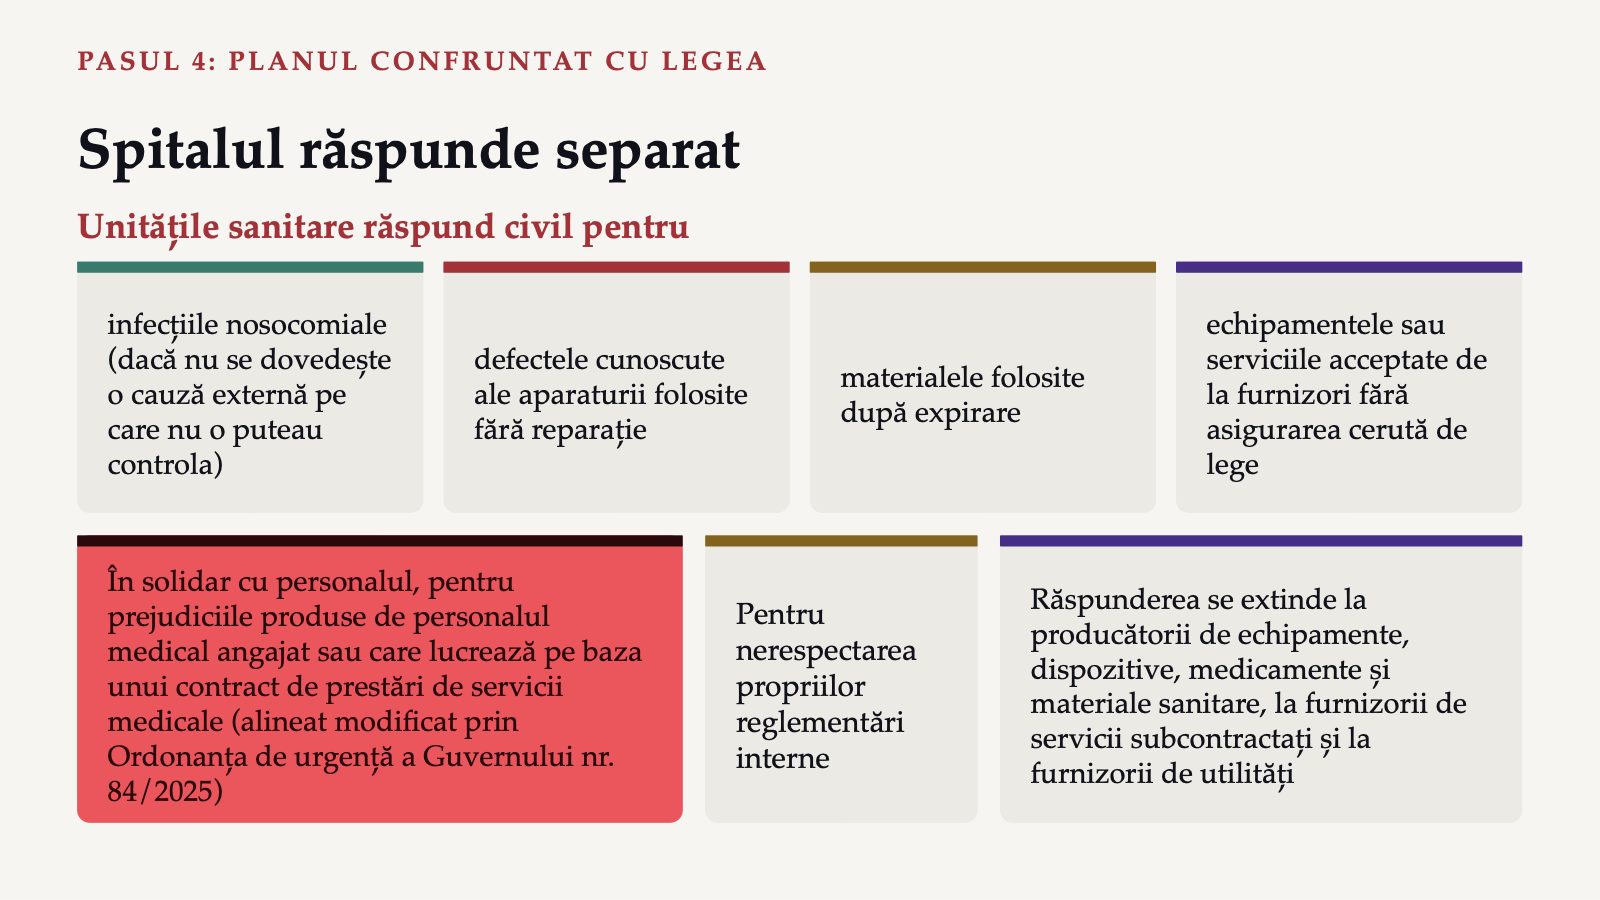 PASUL 4: PLANUL CONFRUNTAT CU LEGEA
Spitalul răspunde separat
Unitățile sanitare răspund civil pentru
infecțiile nosocomiale
(dacă nu se dovedește
o cauză externă pe
care nu o puteau
controla)
defectele cunoscute
ale aparaturii folosite
fără reparație
materialele folosite
după expirare
echipamentele sau
serviciile acceptate de
la furnizori fără
asigurarea cerută de
lege
În solidar cu personalul, pentru
prejudiciile produse de personalul
medical angajat sau care lucrează pe baza
unui contract de prestări de servicii
medicale (alineat modificat prin
Ordonanța de urgență a Guvernului nr.
84/2025)
Pentru
nerespectarea
propriilor
reglementări
interne
Răspunderea se extinde la
producătorii de echipamente,
dispozitive, medicamente și
materiale sanitare, la furnizorii de
servicii subcontractați și la
furnizorii de utilități